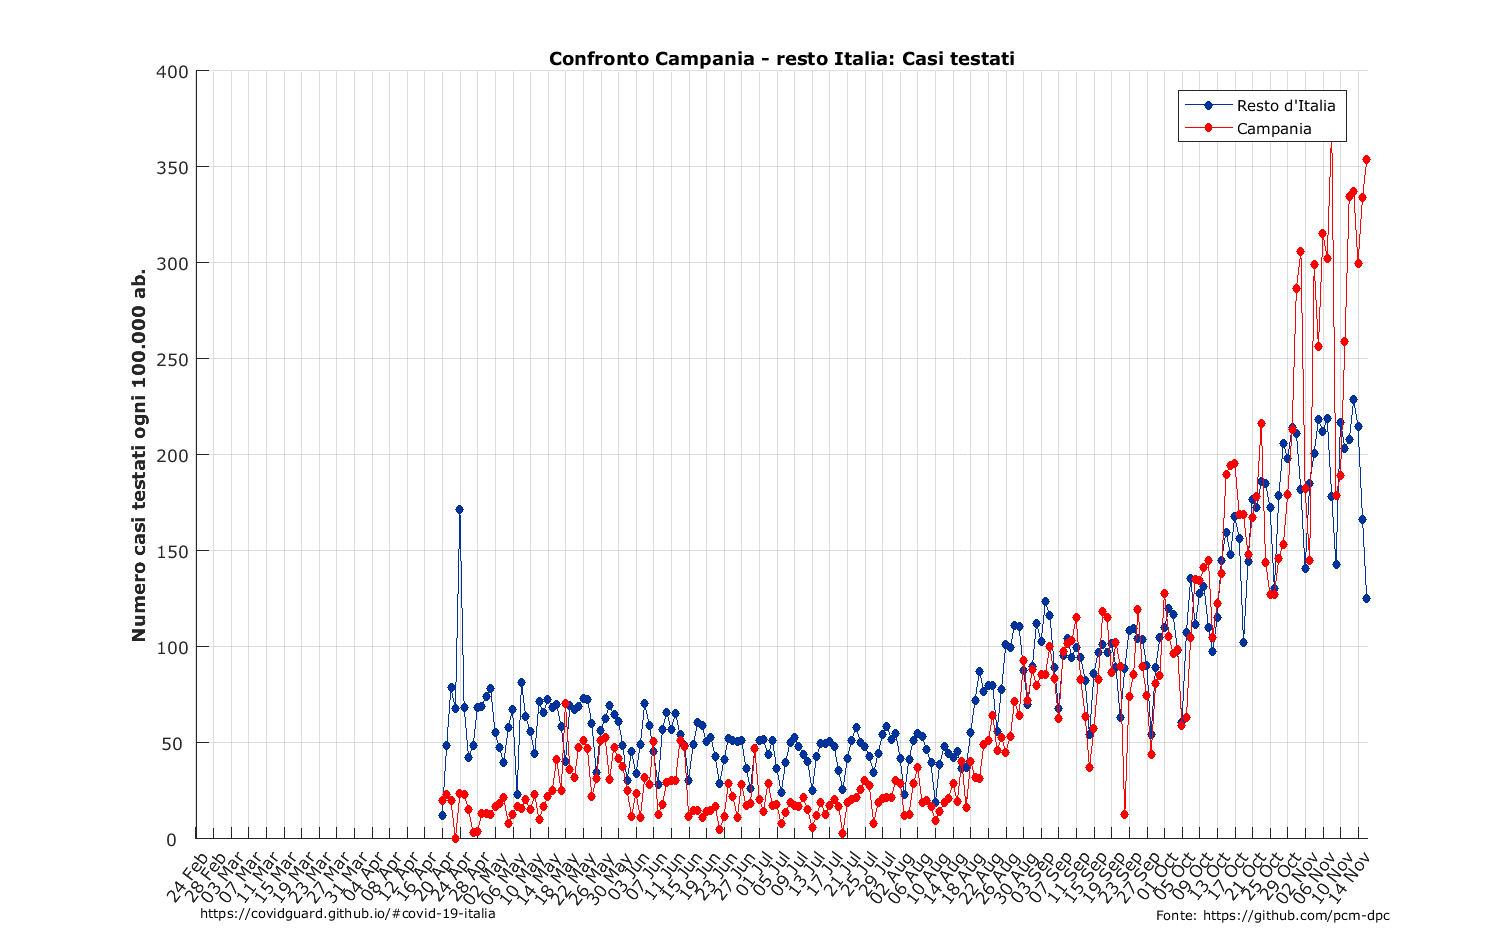 Confronto Campania - resto Italia: Casi testati
Resto d'Italia
Campania
Numero casi testati ogni 100.000 ab.
400
350
300
250
200
150
100
50
0
24 Feb
28 Feb
03 Mar
07 Mar
11 Mar
15 Mar
19 Mar
23 Mar
27 Mar
31 Mar
04 Apr
08 Apr
12 Apr
16 Apr
20 Apr
24 Apr
28 Apr
02 May
06 May
10 May
14 May
18 May
22 May
26 May
30 May
03 Jun
07 Jun
11 Jun
15 Jun
19 Jun
23 Jun
27 Jun
01 Jul
05 Jul
09 Jul
13 Jul
17 Jul
21 Jul
25 Jul
29 Jul
02 Aug
06 Aug
10 Aug
14 Aug
18 Aug
22 Aug
26 Aug
30 Aug
03 Sep
07 Sep
11 Sep
15 Sep
19 Sep
23 Sep
27 Sep
01 Oct
05 Oct
09 Oct
13 Oct
17 Oct
21 Oct
25 Oct
29 Oct
02 Nov
06 Nov
10 Nov
14 Nov
https://covidguard.github.io/#covid-19-italia
Fonte: https://github.com/pcm-dpc